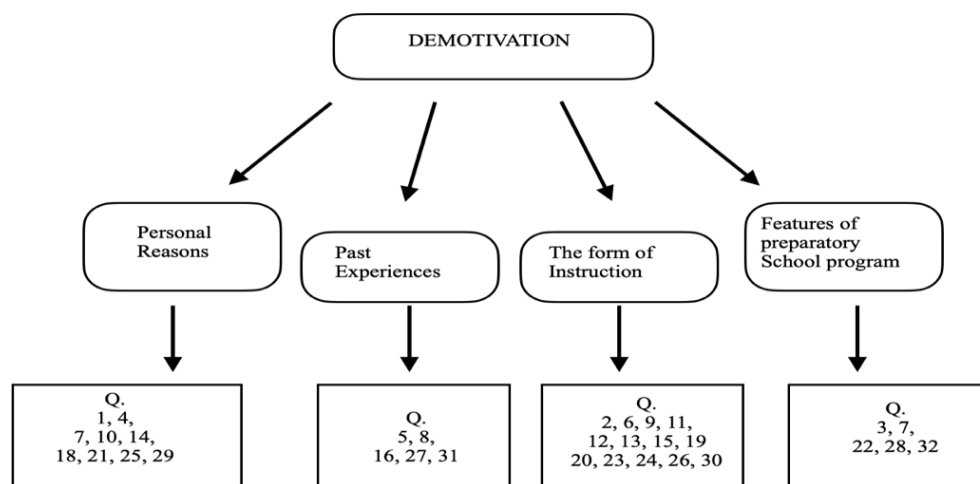 DEMOTIVATION
Personal
Reasons
Past
Experiences
The form of
Instruction
Features of
preparatory
School program
Q.
1, 4,
7, 10, 14,
18, 21, 25, 29
Q.
5, 8,
16, 27, 31
Q.
2, 6, 9, 11,
12, 13, 15, 19
20, 23, 24, 26, 30
Q.
3, 7,
22, 28, 32